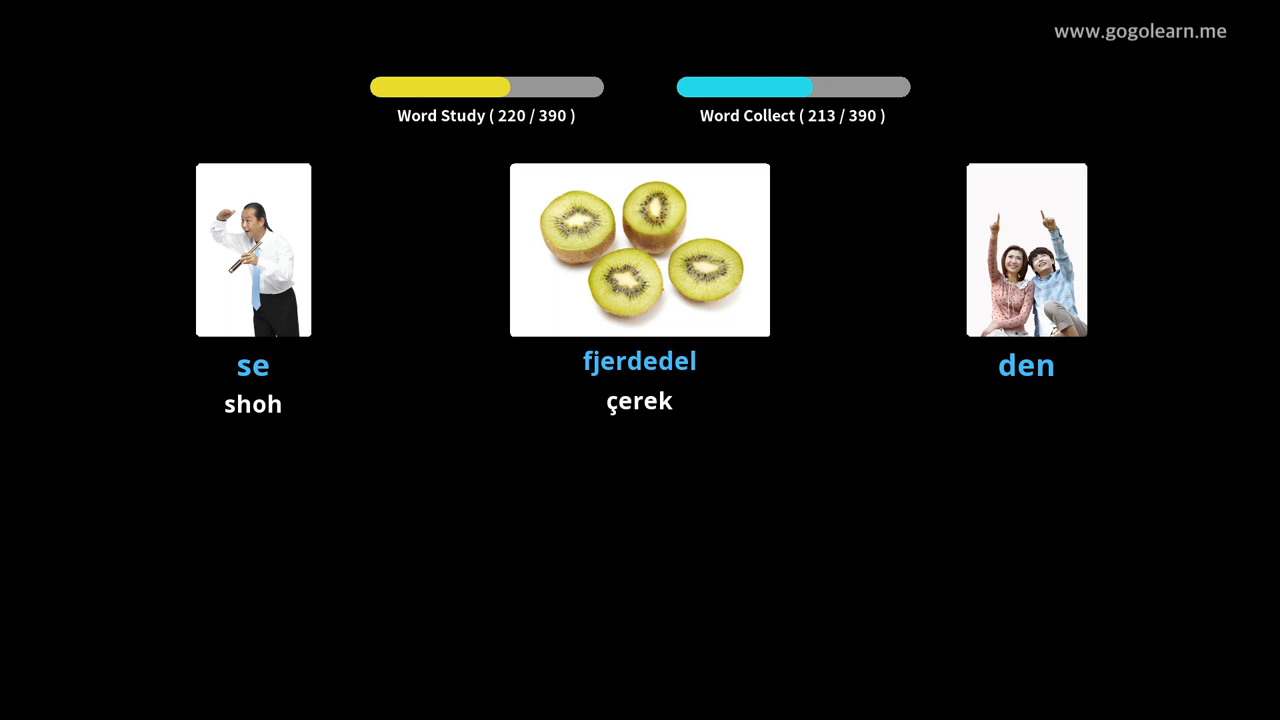 www.gogolearn.me
Word Study ( 220 / 390 )
Word Collect ( 213 / 390 )
se
shoh
fjerdedel
çerek
den